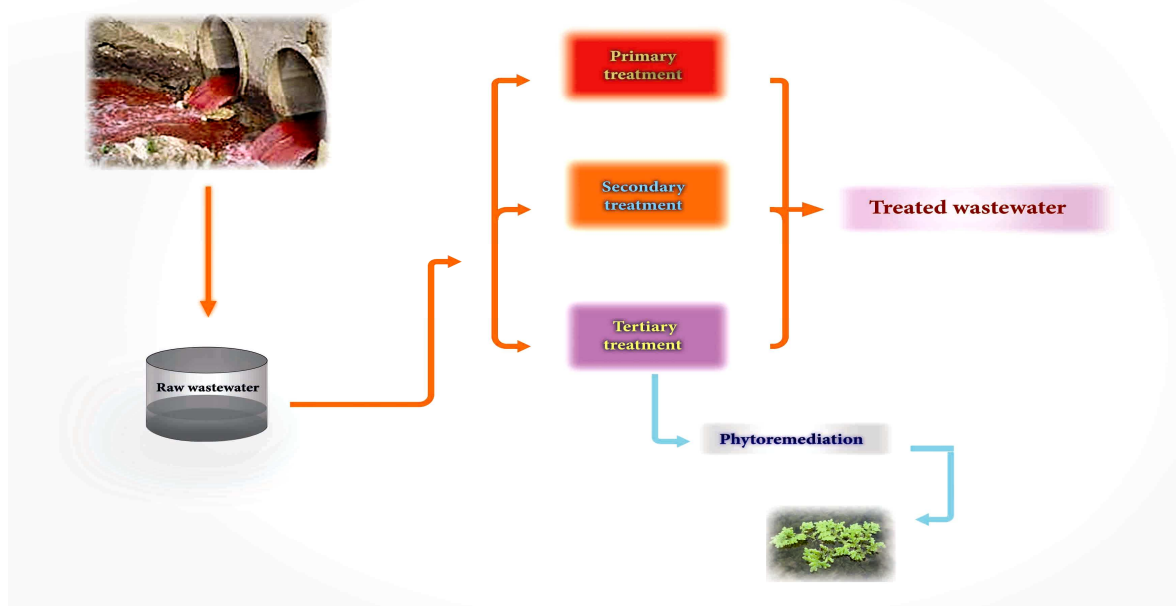 Primary
treatment
Secondary
treatment
Treated wastewater
Tertiary
treatment
Raw wastewater
Phytoremediation